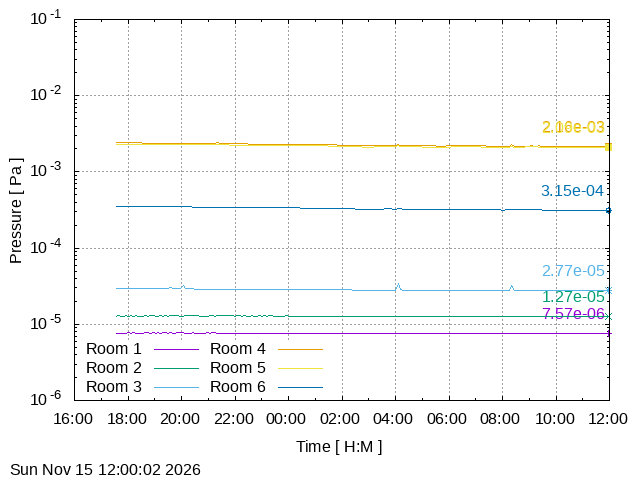 10^-1
10^-2
10^-3
10^-4
10^-5
10^-6
Pressure [ Pa ]
3.15e-04
2.77e-05
1.27e-05
7.57e-06
Room 1 Room 4
Room 2 Room 5
Room 3 Room 6
16:00 18:00 20:00 22:00 00:00 02:00 04:00 06:00 08:00 10:00 12:00
Time [ H:M ]
Sun Nov 15 12:00:02 2026